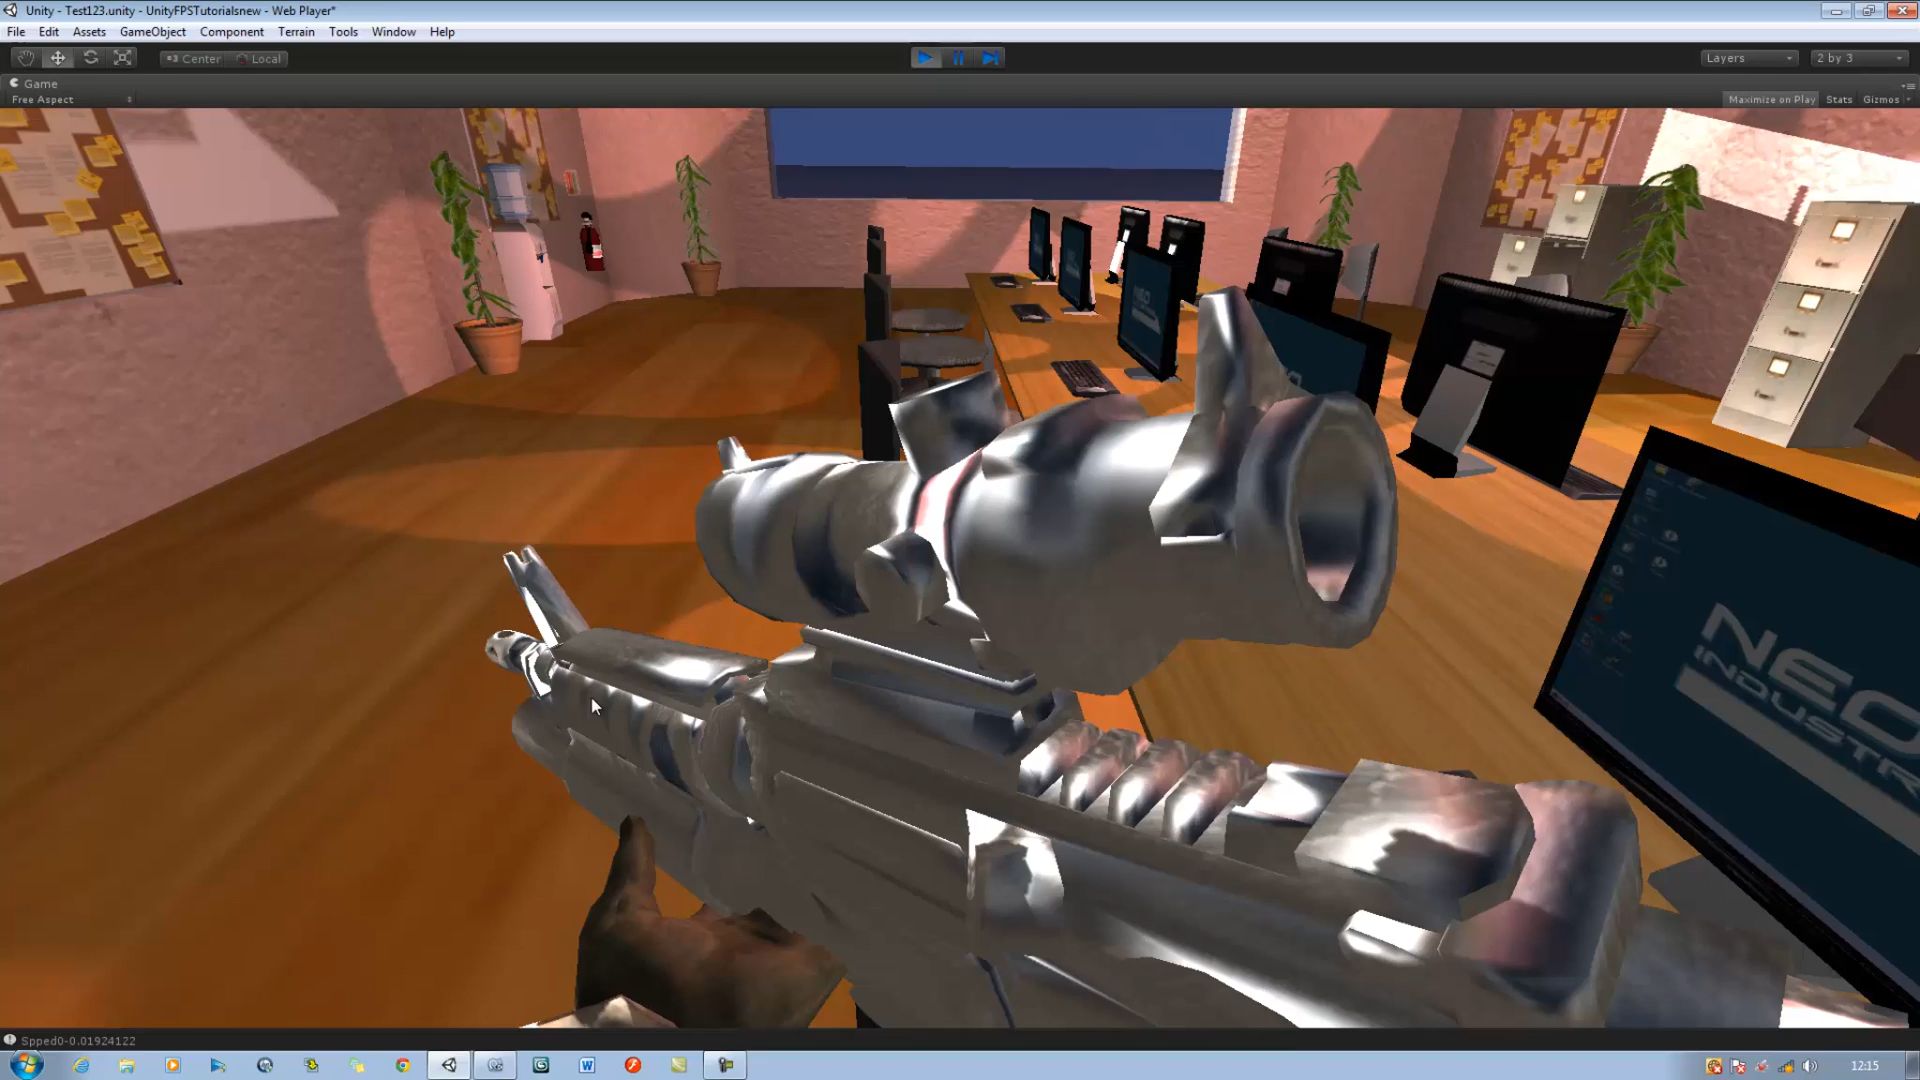 Unity - Test123.unity - UnityFPSTutorialsnew - Web Player*
File Edit Assets GameObject Component Terrain Tools Window Help
Center Local
Layers
2 by 3
Game
Free Aspect
Maximize on Play Stats Gizmos
NEO
NEO
INDUSTR
Spped0-0.01924122
12:15